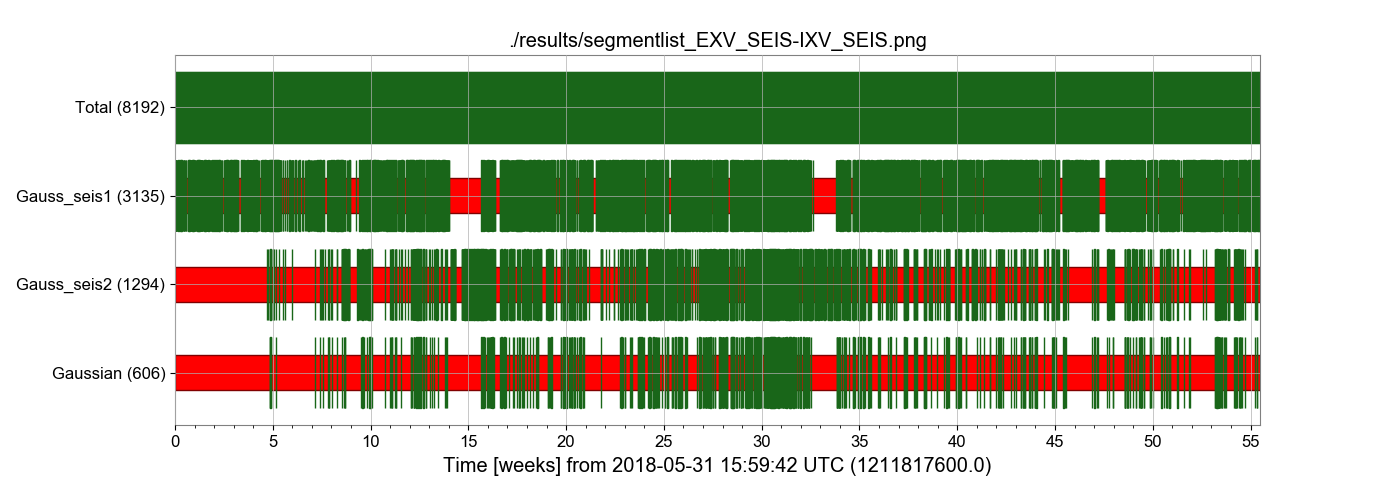 ./results/segmentlist_EXV_SEIS-IXV_SEIS.png
Total (8192)
Gauss_seis1 (3135)
Gauss_seis2 (1294)
Gaussian (606)
0 5 10 15 20 25 30 35 40 45 50 55
Time [weeks] from 2018-05-31 15:59:42 UTC (1211817600.0)